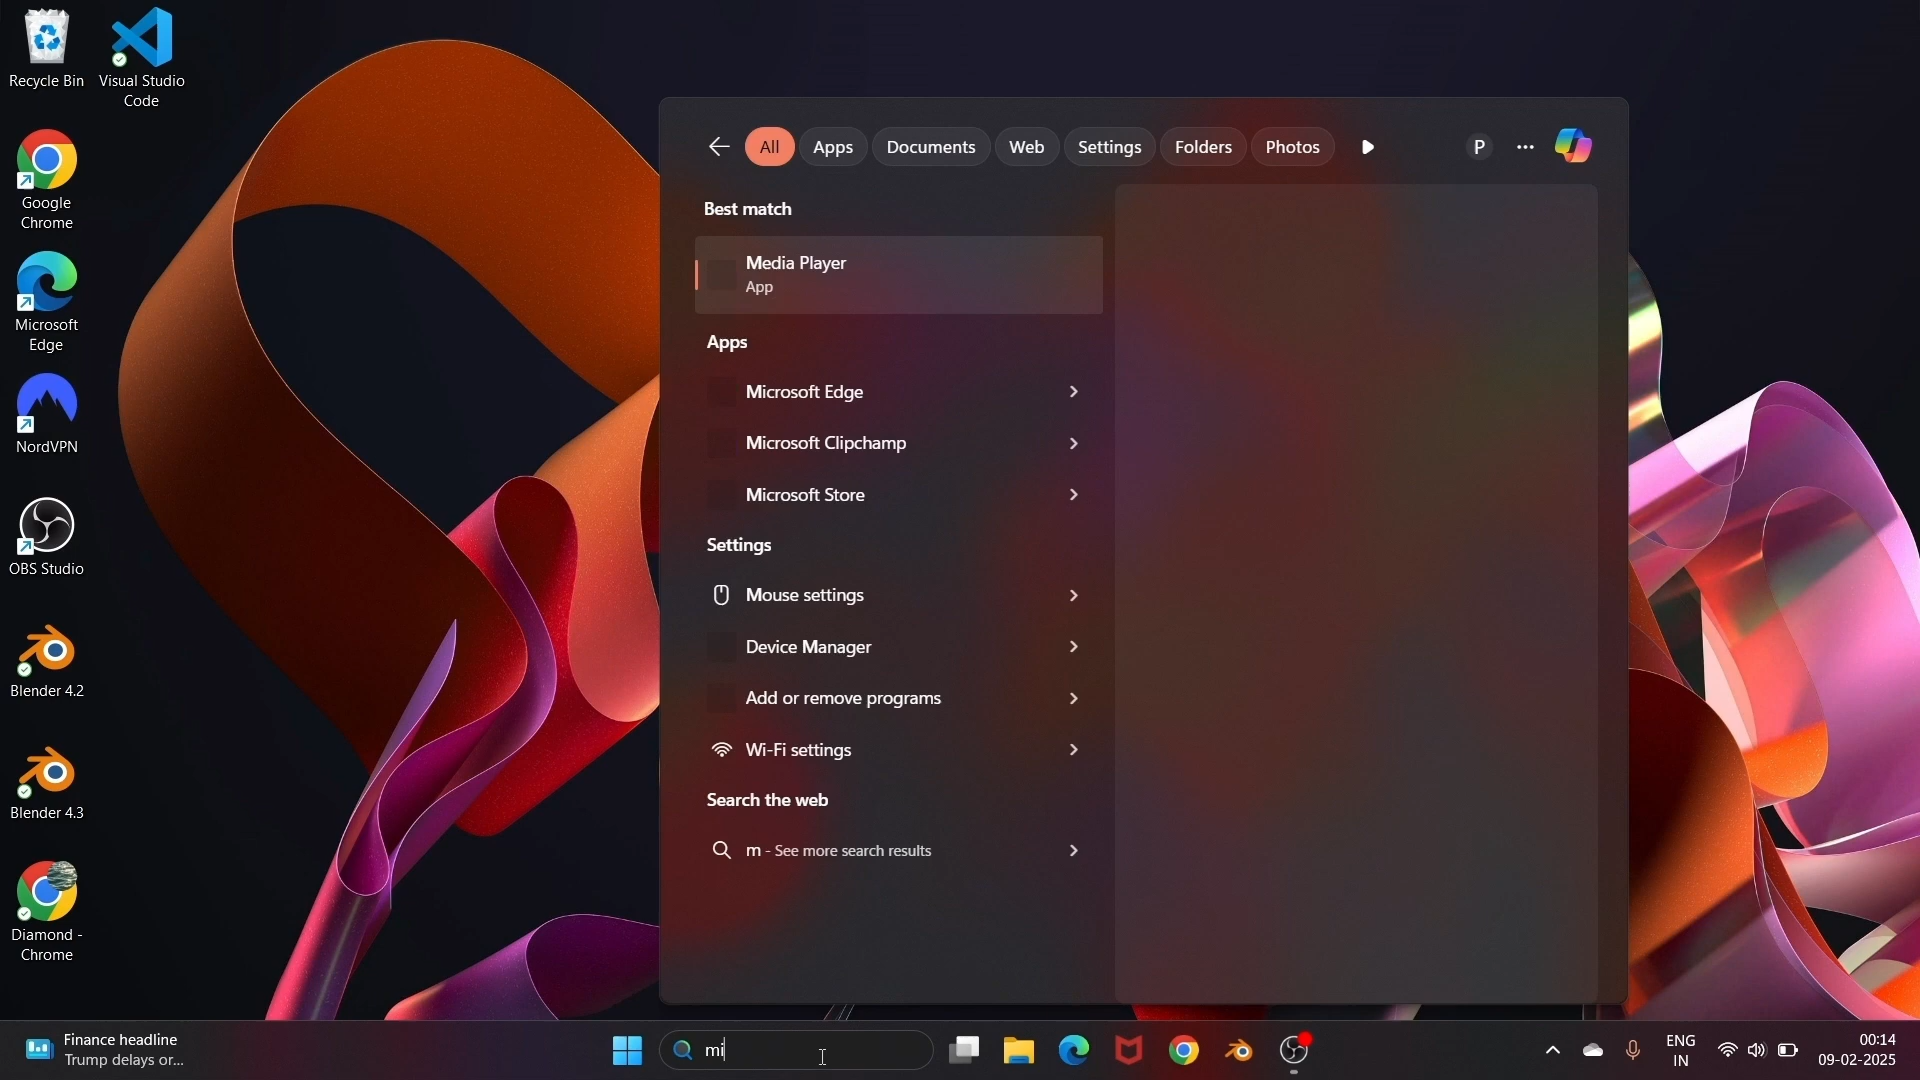 Recycle Bin
Visual Studio
Code
Google
Chrome
Microsoft
Edge
NordVPN
OBS Studio
Blender 4.2
Blender 4.3
Diamond -
Chrome
All
Apps
Documents
Web
Settings
Folders
Photos
P
Best match
Media Player
App
Apps
Microsoft Edge
Microsoft Clipchamp
Microsoft Store
Settings
Mouse settings
Device Manager
Add or remove programs
Wi-Fi settings
Search the web
m - See more search results
Finance headline
Trump delays or...
mi
ENG
IN
00:14
09-02-2025